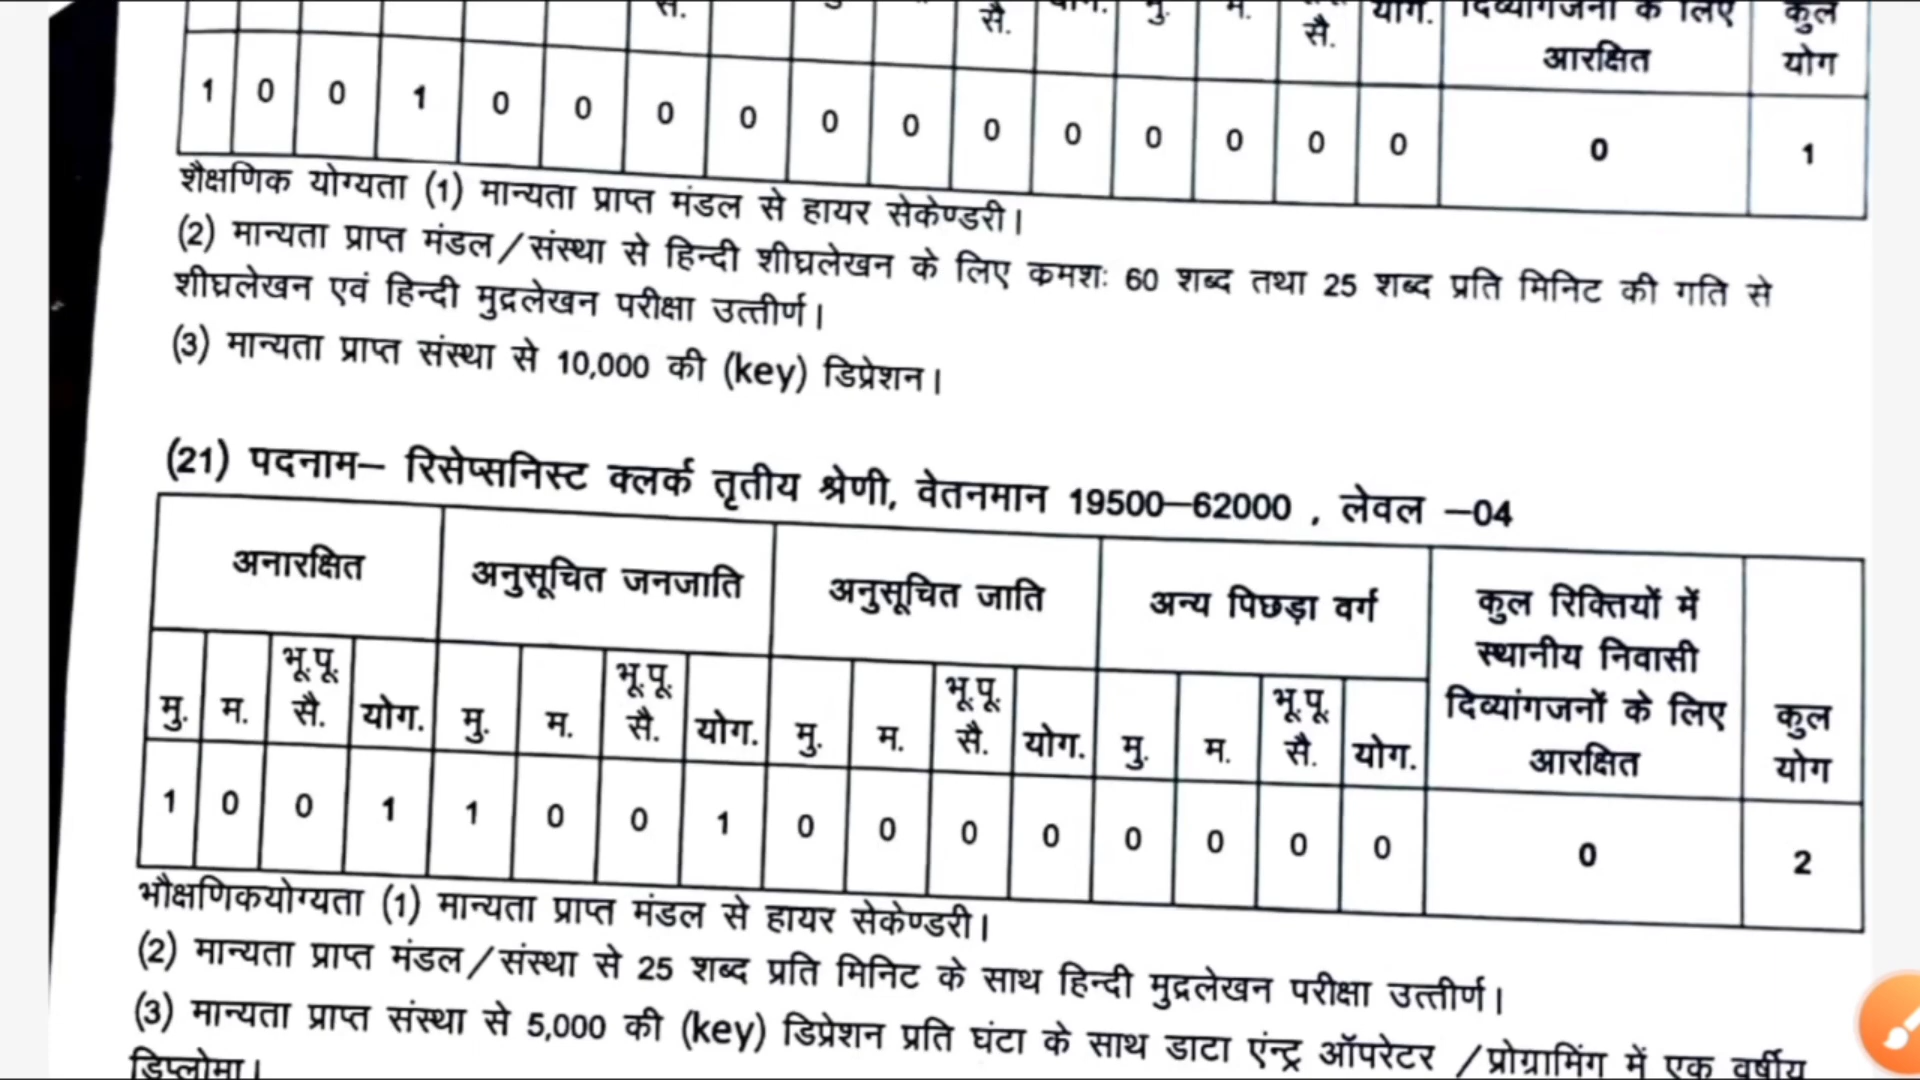 सै. योग. मु. म. सै. योग. दिव्यांगजनों के लिए कुल
आरक्षित योग
1 0 0 1 0 0 0 0 0 0 0 0 0 0 0 0 0 1
शैक्षणिक योग्यता (1) मान्यता प्राप्त मंडल से हायर सेकेण्डरी।
(2) मान्यता प्राप्त मंडल/संस्था से हिन्दी शीघ्रलेखन के लिए कमशः 60 शब्द तथा 25 शब्द प्रति मिनिट की गति से
शीघ्रलेखन एवं हिन्दी मुद्रलेखन परीक्षा उत्तीर्ण।
(3) मान्यता प्राप्त संस्था से 10,000 की (key) डिप्रेशन।
(21) पदनाम– रिसेप्सनिस्ट क्लर्क तृतीय श्रेणी, वेतनमान 19500–62000 , लेवल –04
अनारक्षित अनुसूचित जनजाति अनुसूचित जाति अन्य पिछड़ा वर्ग कुल रिक्तियों में
स्थानीय निवासी
दिव्यांगजनों के लिए
आरक्षित कुल
योग
मु. म. भू.पू. सै. योग. मु. म. भू.पू. सै. योग. मु. म. भू.पू. सै. योग. मु. म. भू.पू. सै. योग.
1 0 0 1 1 0 0 1 0 0 0 0 0 0 0 0 0 2
भौक्षणिकयोग्यता (1) मान्यता प्राप्त मंडल से हायर सेकेण्डरी।
(2) मान्यता प्राप्त मंडल/संस्था से 25 शब्द प्रति मिनिट के साथ हिन्दी मुद्रलेखन परीक्षा उत्तीर्ण।
(3) मान्यता प्राप्त संस्था से 5,000 की (key) डिप्रेशन प्रति घंटा के साथ डाटा एंन्ट्र ऑपरेटर /प्रोग्रामिंग में एक वर्षीय
डिप्लोमा।